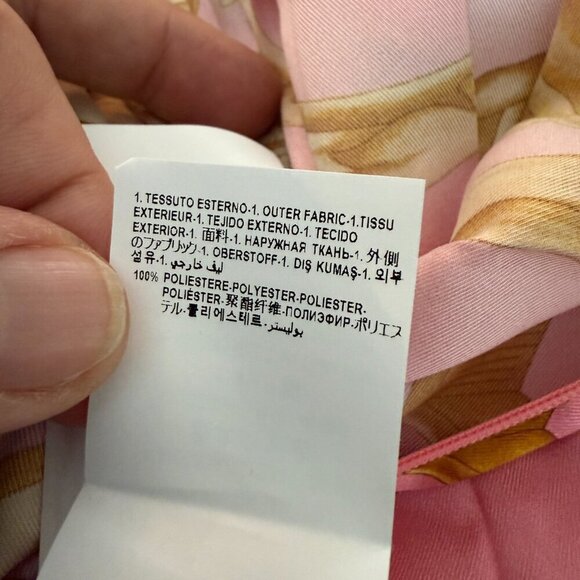 1. TESSUTO ESTERNO-1. OUTER FABRIC-1.TISSU
EXTERIEUR-1. TEJIDO EXTERNO-1. TECIDO
EXTERIOR-1. 面料-1. НАРУЖНАЯ ТКАНЬ-1. 外側
のファブリック-1. OBERSTOFF-1. DIŞ KUMAŞ-1. 외부
섬유-1. ليف خارجي
100% POLIESTERE-POLYESTER-POLIESTER-
POLIÉSTER-聚酯纤维-ПОЛИЭФИР-ポリエス
テル-폴리에스테르-بوليستر